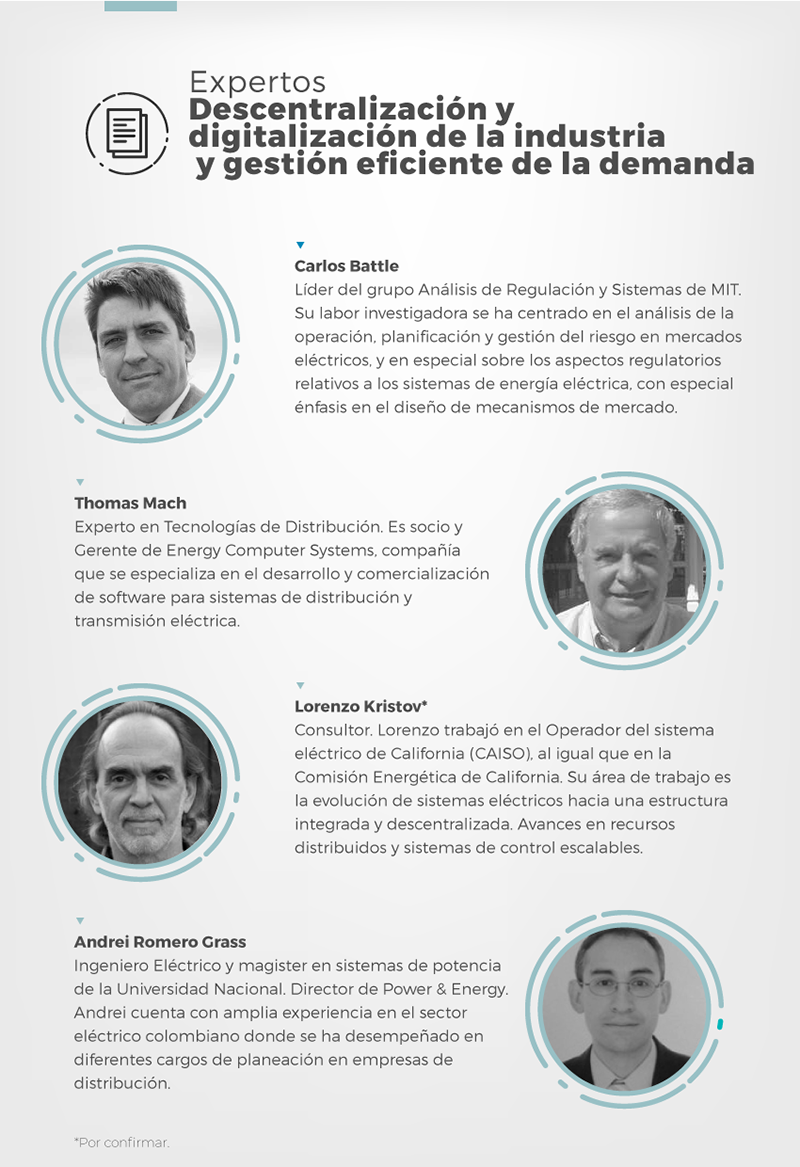 Expertos
Descentralización y
digitalización de la industria
y gestión eficiente de la demanda
Carlos Battle
Líder del grupo Análisis de Regulación y Sistemas de MIT.
Su labor investigadora se ha centrado en el análisis de la
operación, planificación y gestión del riesgo en mercados
eléctricos, y en especial sobre los aspectos regulatorios
relativos a los sistemas de energía eléctrica, con especial
énfasis en el diseño de mecanismos de mercado.
Thomas Mach
Experto en Tecnologías de Distribución. Es socio y
Gerente de Energy Computer Systems, compañía
que se especializa en el desarrollo y comercialización
de software para sistemas de distribución y
transmisión eléctrica.
Lorenzo Kristov*
Consultor. Lorenzo trabajó en el Operador del sistema
eléctrico de California (CAISO), al igual que en la
Comisión Energética de California. Su área de trabajo es
la evolución de sistemas eléctricos hacia una estructura
integrada y descentralizada. Avances en recursos
distribuidos y sistemas de control escalables.
Andrei Romero Grass
Ingeniero Eléctrico y magister en sistemas de potencia
de la Universidad Nacional. Director de Power & Energy.
Andrei cuenta con amplia experiencia en el sector
eléctrico colombiano donde se ha desempeñado en
diferentes cargos de planeación en empresas de
distribución.
*Por confirmar.